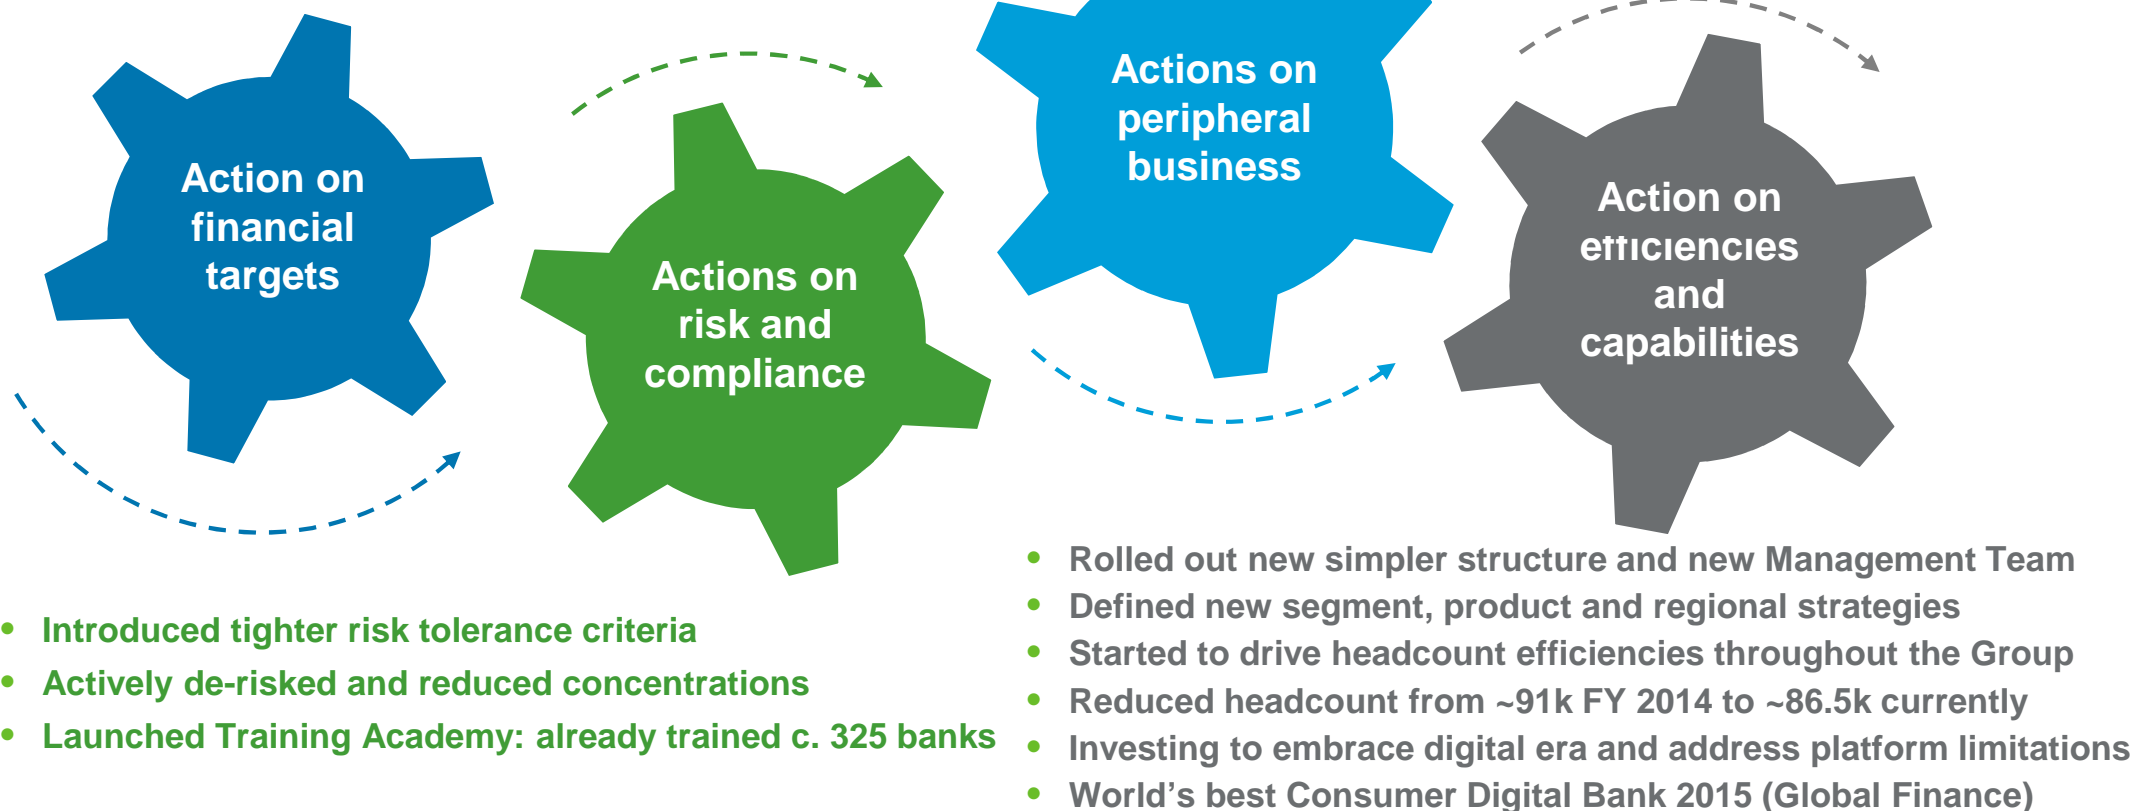 Action on
financial
targets
Actions on
risk and
compliance
Actions on
peripheral
business
Action on
efficiencies
and
capabilities
• Introduced tighter risk tolerance criteria
• Actively de-risked and reduced concentrations
• Launched Training Academy: already trained c. 325 banks
• Rolled out new simpler structure and new Management Team
• Defined new segment, product and regional strategies
• Started to drive headcount efficiencies throughout the Group
• Reduced headcount from ~91k FY 2014 to ~86.5k currently
• Investing to embrace digital era and address platform limitations
• World’s best Consumer Digital Bank 2015 (Global Finance)